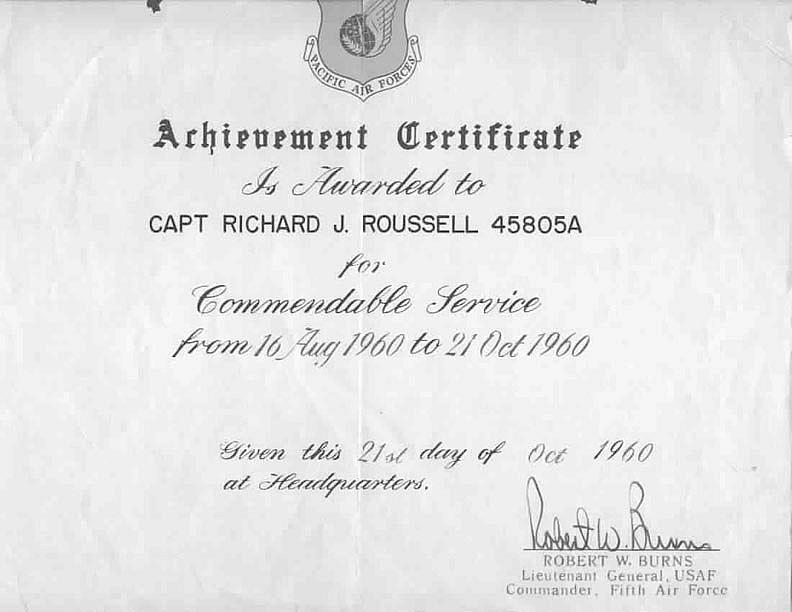 PACIFIC AIR FORCES
Achievement Certificate
Is Awarded to
CAPT RICHARD J. ROUSSELL 45805A
for
Commendable Service
from 16 Aug 1960 to 21 Oct 1960
Given this 21st day of Oct 1960
at Headquarters.
Robert W. Burns
ROBERT W. BURNS
Lieutenant General, USAF
Commander, Fifth Air Force